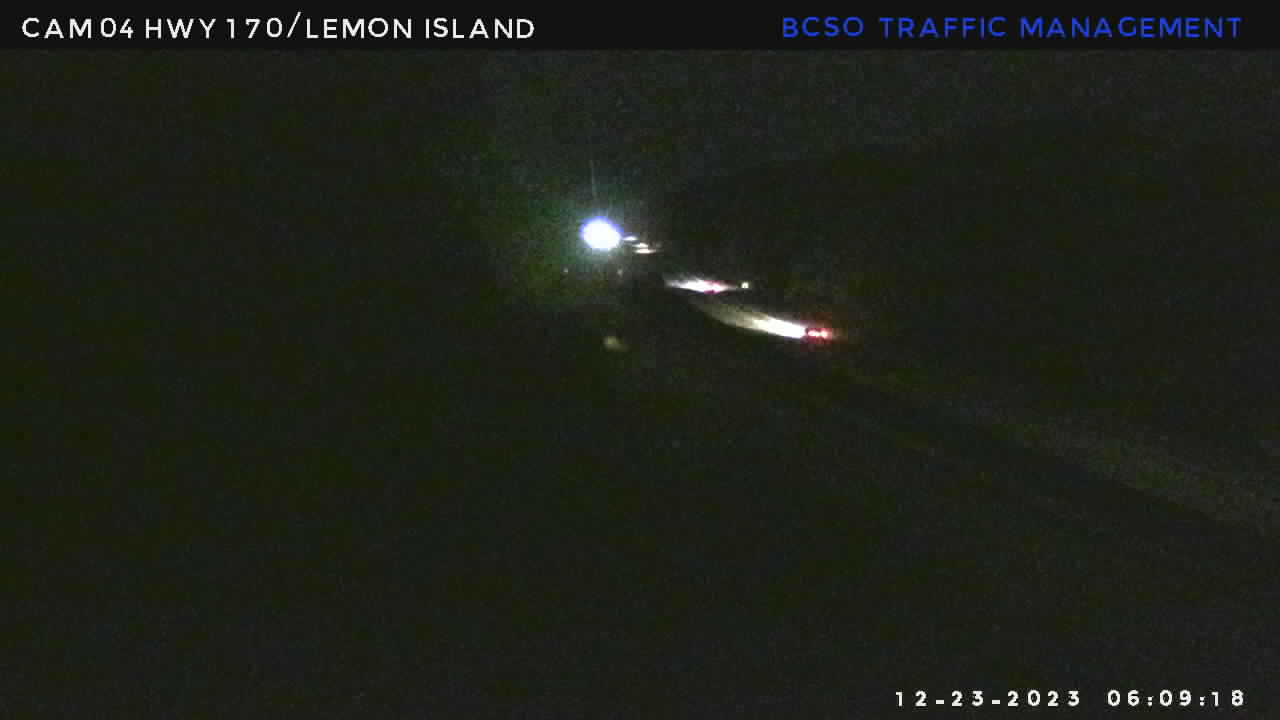 CAM04 HWY 170/LEMON ISLAND
BCSO TRAFFIC MANAGEMENT
12-23-2023 06:09:18